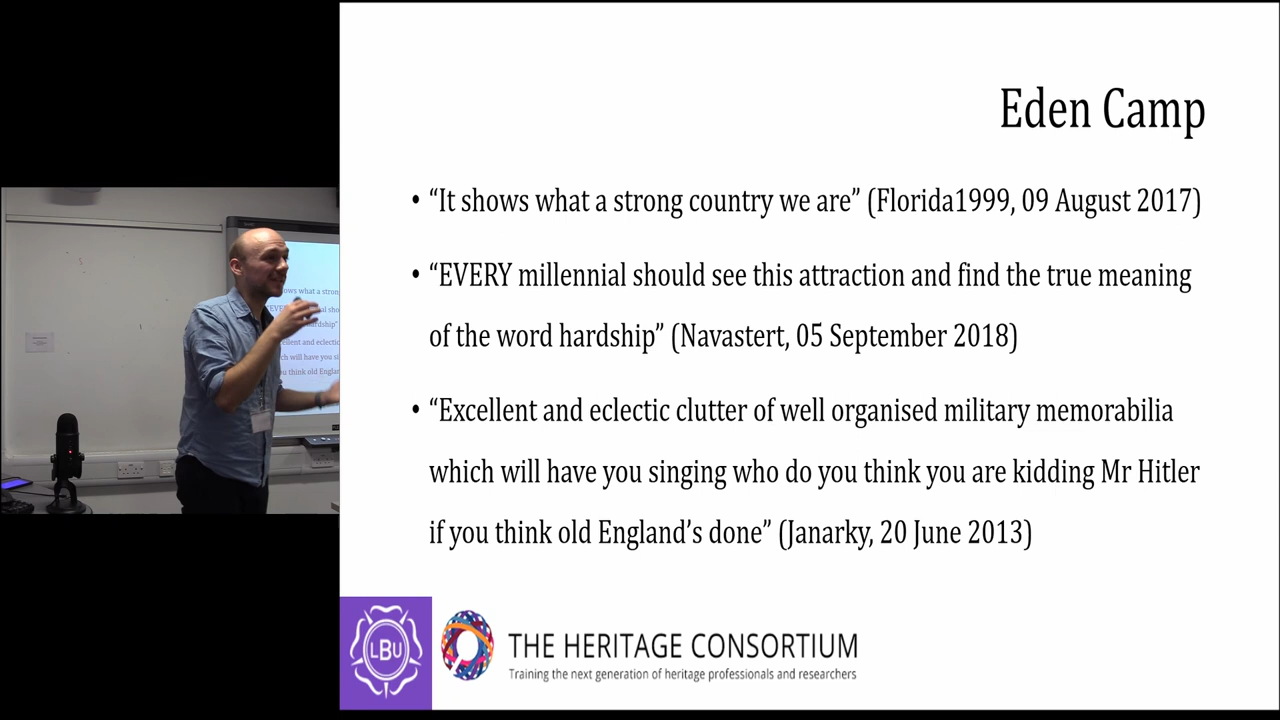 Eden Camp
• “It shows what a strong country we are” (Florida1999, 09 August 2017)
• “EVERY millennial should see this attraction and find the true meaning
of the word hardship” (Navastert, 05 September 2018)
• “Excellent and eclectic clutter of well organised military memorabilia
which will have you singing who do you think you are kidding Mr Hitler
if you think old England’s done” (Janarky, 20 June 2013)
LBU
THE HERITAGE CONSORTIUM
Training the next generation of heritage professionals and researchers